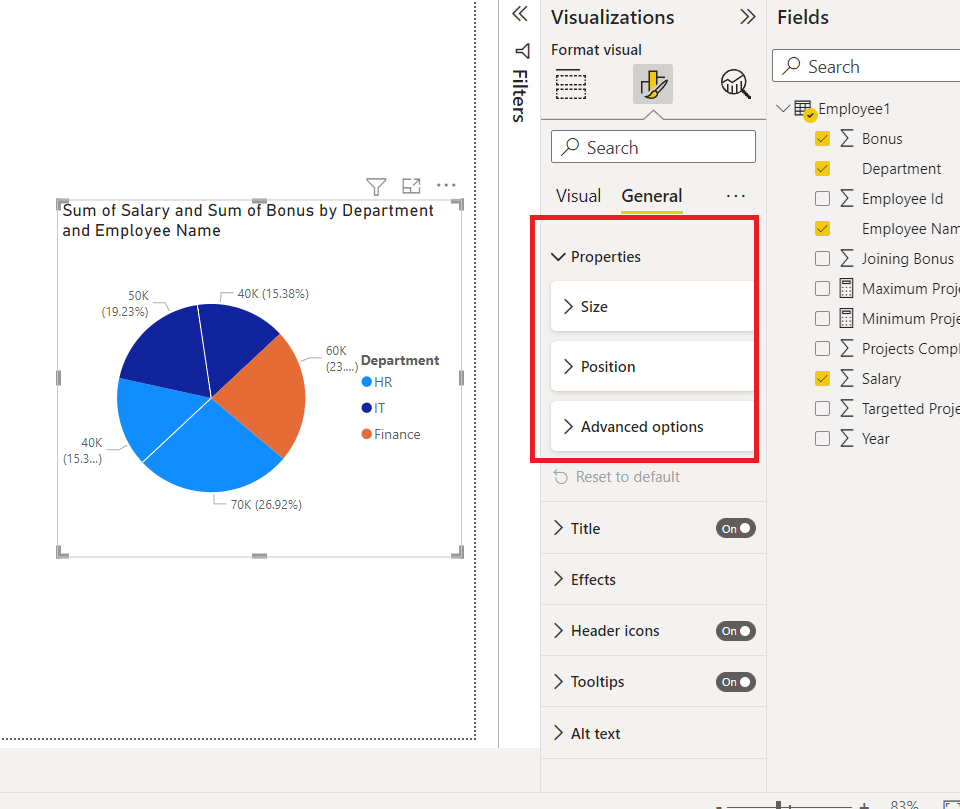 Sum of Salary and Sum of Bonus by Department
and Employee Name
50K
(19.23%)
40K (15.38%)
60K
(23....)
40K
(15.3...)
70K (26.92%)
Department
HR
IT
Finance
Filters
Visualizations
Format visual
Search
Visual
General
...
Properties
Size
Position
Advanced options
Reset to default
Title
On
Effects
Header icons
On
Tooltips
On
Alt text
Fields
Search
Employee1
Bonus
Department
Employee Id
Employee Nam
Joining Bonus
Maximum Proje
Minimum Proje
Projects Compl
Salary
Targetted Proje
Year
- +
83%